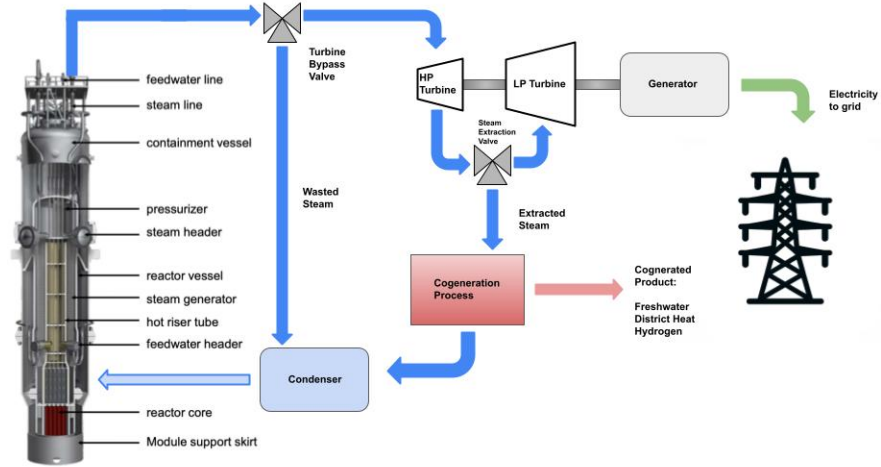 feedwater line
steam line
containment vessel
pressurizer
steam header
reactor vessel
steam generator
hot riser tube
feedwater header
reactor core
Module support skirt
Turbine
Bypass
Valve
Wasted
Steam
HP
Turbine
LP Turbine
Generator
Steam
Extraction
Valve
Extracted
Steam
Electricity
to grid
Cogeneration
Process
Cognerated
Product:
Freshwater
District Heat
Hydrogen
Condenser